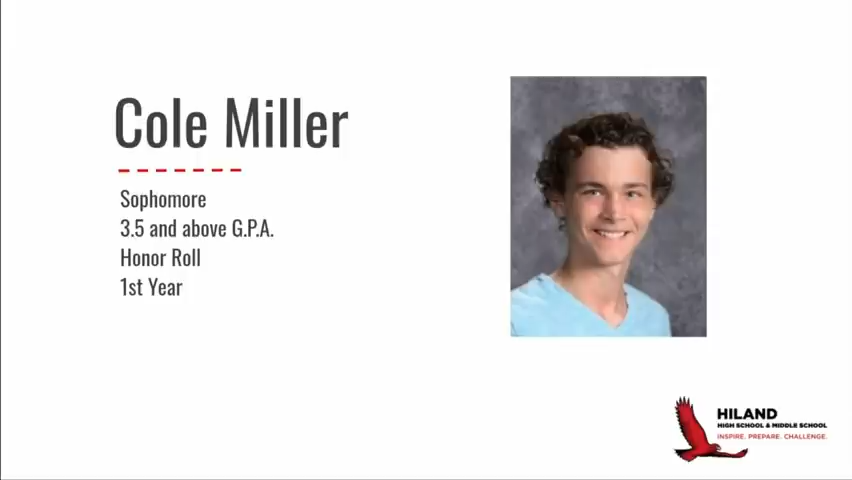 Cole Miller
Sophomore
3.5 and above G.P.A.
Honor Roll
1st Year
HILAND
HIGH SCHOOL & MIDDLE SCHOOL
INSPIRE. PREPARE. CHALLENGE.